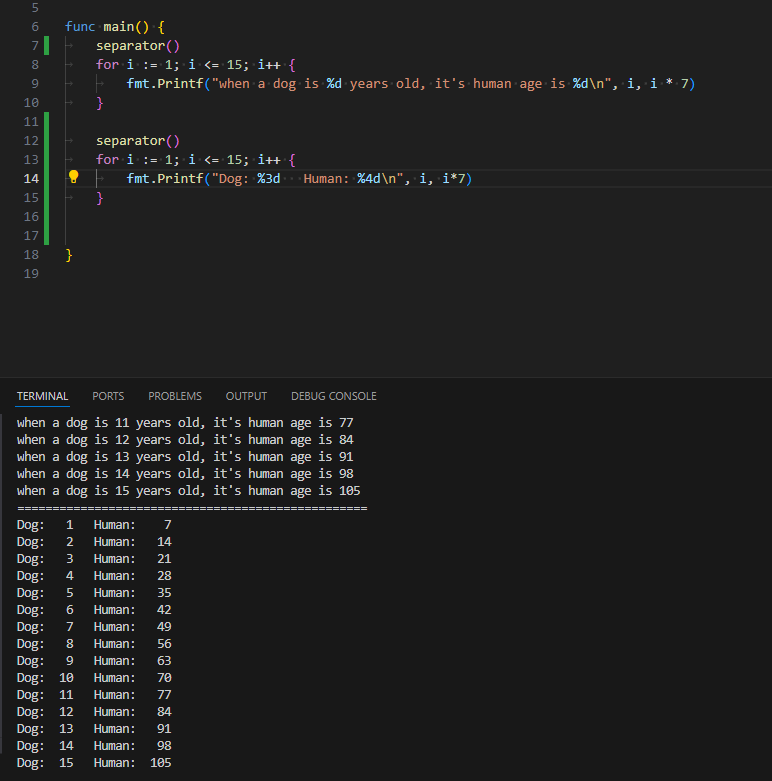 5
6 func main() {
7 separator()
8 for i := 1; i <= 15; i++ {
9 fmt.Printf("when a dog is %d years old, it's human age is %d\n", i, i * 7)
10 }
11
12 separator()
13 for i := 1; i <= 15; i++ {
14 fmt.Printf("Dog: %3d   Human: %4d\n", i, i*7)
15 }
16
17
18 }
19
TERMINAL PORTS PROBLEMS OUTPUT DEBUG CONSOLE
when a dog is 11 years old, it's human age is 77
when a dog is 12 years old, it's human age is 84
when a dog is 13 years old, it's human age is 91
when a dog is 14 years old, it's human age is 98
when a dog is 15 years old, it's human age is 105
==================================================
Dog:   1   Human:    7
Dog:   2   Human:   14
Dog:   3   Human:   21
Dog:   4   Human:   28
Dog:   5   Human:   35
Dog:   6   Human:   42
Dog:   7   Human:   49
Dog:   8   Human:   56
Dog:   9   Human:   63
Dog:  10   Human:   70
Dog:  11   Human:   77
Dog:  12   Human:   84
Dog:  13   Human:   91
Dog:  14   Human:   98
Dog:  15   Human:  105